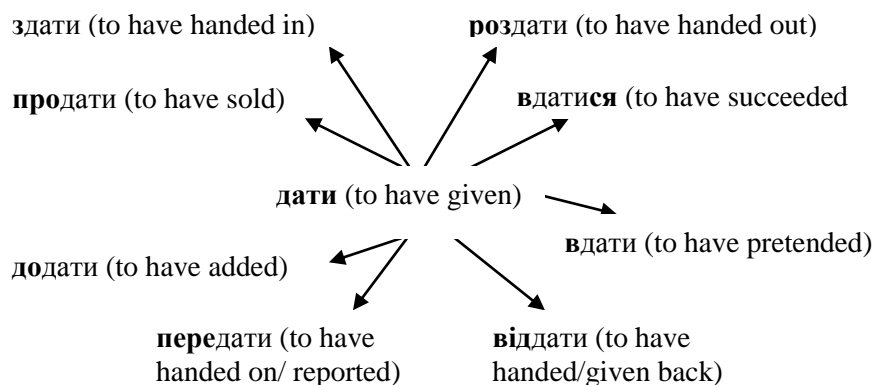 здати (to have handed in)
роздати (to have handed out)
продати (to have sold)
вдатися (to have succeeded
дати (to have given)
вдати (to have pretended)
додати (to have added)
передати (to have
handed on/ reported)
віддати (to have
handed/given back)